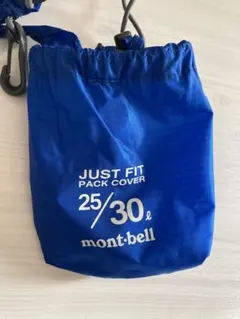 JUST FIT
PACK COVER
25/30ℓ
mont-bell